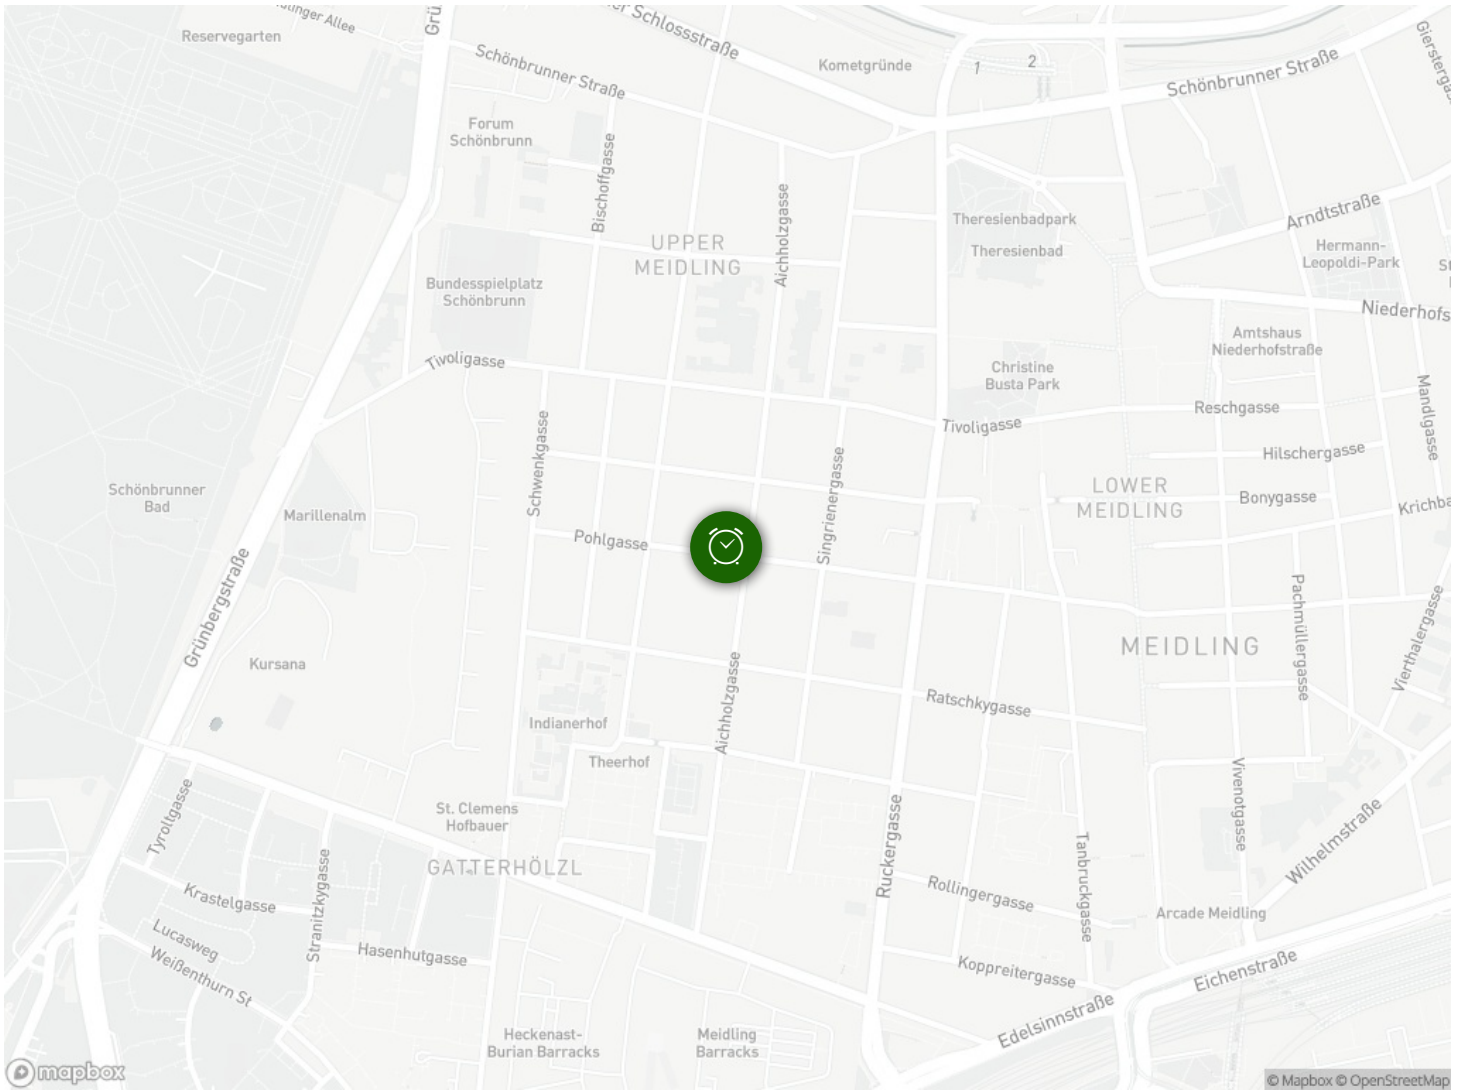 Reservegarten
Schönbrunner Straße
Kometgründe
1
2
Schönbrunner Straße
Forum
Schönbrunn
Bischoffgasse
Aichholzgasse
UPPER
MEIDLING
Theresienbadpark
Theresienbad
Arndtstraße
Hermann-
Leopoldi-Park
Bundesspielplatz
Schönbrunn
Niederhofs
Amtshaus
Niederhofstraße
Tivoligasse
Christine
Busta Park
Mandlgasse
Reschgasse
Tivoligasse
Schwenkgasse
Singrienergasse
Hilschergasse
Schönbrunner
Bad
Marillenalm
LOWER
MEIDLING
Bonygasse
Krichba
Pohlgasse
Grünbergstraße
Pachmüllergasse
Vierthalergasse
Kursana
MEIDLING
Aichholzgasse
Ratschkygasse
Indianerhof
Theerhof
Vivenotgasse
Tyroltgasse
St. Clemens
Hofbauer
Wilhelmstraße
Ruckergasse
Tanbruckgasse
GATTERHÖLZL
Krastelgasse
Stranitzkygasse
Rollingergasse
Arcade Meidling
Lucasweg
Hasenhutgasse
Weißenthurn St
Koppreitergasse
Eichenstraße
Edelsinnstraße
Heckenast-
Burian Barracks
Meidling
Barracks
mapbox
© Mapbox © OpenStreetMap